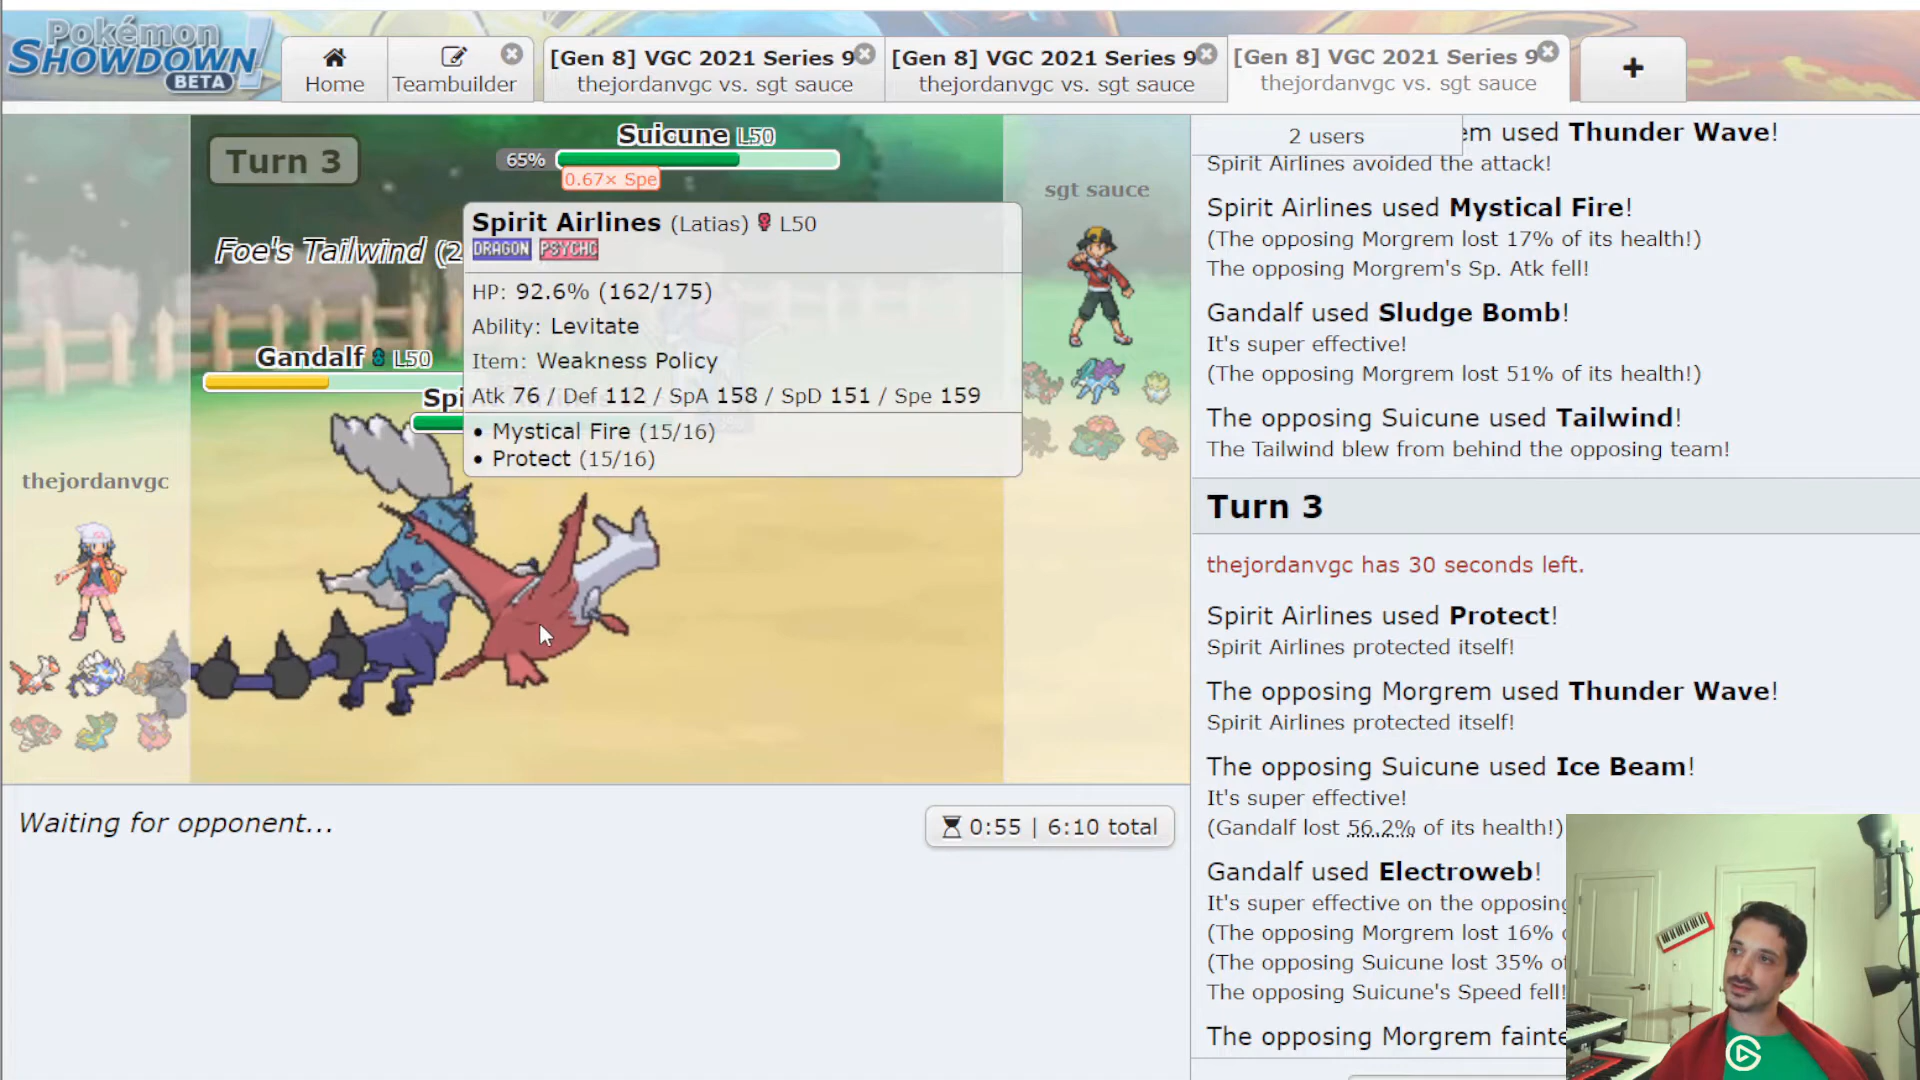 Pokémon
SHOWDOWN!
BETA
Home
Teambuilder
[Gen 8] VGC 2021 Series 9
thejordanvgc vs. sgt sauce
[Gen 8] VGC 2021 Series 9
thejordanvgc vs. sgt sauce
[Gen 8] VGC 2021 Series 9
thejordanvgc vs. sgt sauce
+
Turn 3
Suicune L50
65%
0.67× Spe
Foe's Tailwind (2
Gandalf L50
Spi
thejordanvgc
sgt sauce
Spirit Airlines (Latias) L50
DRAGON PSYCHC
HP: 92.6% (162/175)
Ability: Levitate
Item: Weakness Policy
Atk 76 / Def 112 / SpA 158 / SpD 151 / Spe 159
• Mystical Fire (15/16)
• Protect (15/16)
Waiting for opponent...
0:55 | 6:10 total
2 users
em used Thunder Wave!
Spirit Airlines avoided the attack!
Spirit Airlines used Mystical Fire!
(The opposing Morgrem lost 17% of its health!)
The opposing Morgrem's Sp. Atk fell!
Gandalf used Sludge Bomb!
It's super effective!
(The opposing Morgrem lost 51% of its health!)
The opposing Suicune used Tailwind!
The Tailwind blew from behind the opposing team!
Turn 3
thejordanvgc has 30 seconds left.
Spirit Airlines used Protect!
Spirit Airlines protected itself!
The opposing Morgrem used Thunder Wave!
Spirit Airlines protected itself!
The opposing Suicune used Ice Beam!
It's super effective!
(Gandalf lost 56.2% of its health!)
Gandalf used Electroweb!
It's super effective on the opposing
(The opposing Morgrem lost 16% o
(The opposing Suicune lost 35% of
The opposing Suicune's Speed fell!
The opposing Morgrem fainte